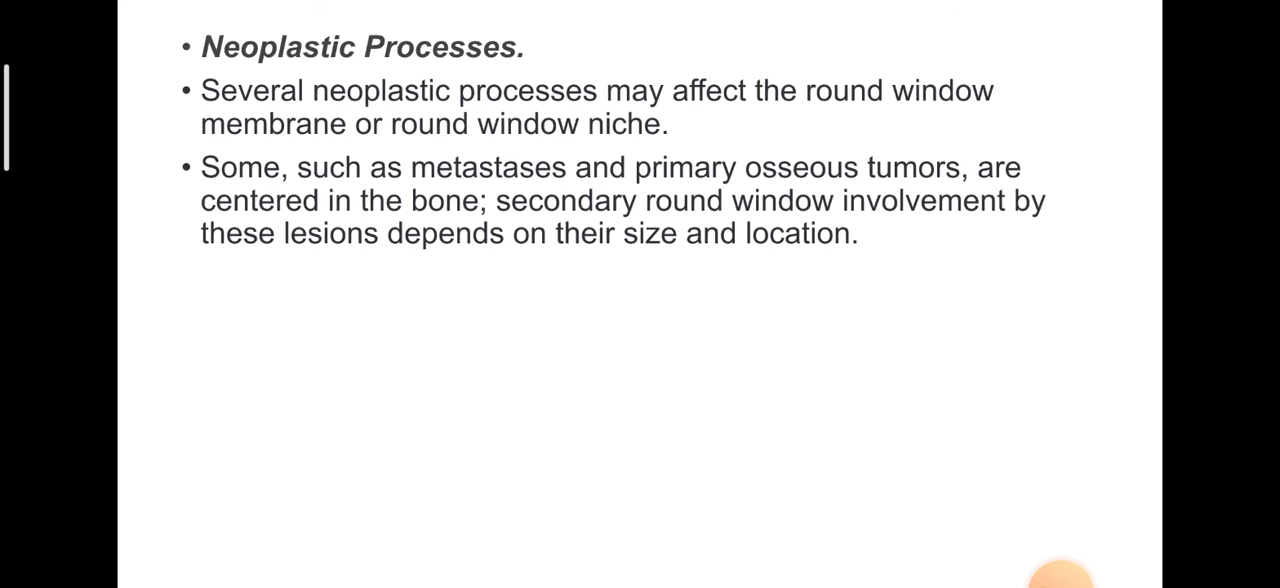 • Neoplastic Processes.
• Several neoplastic processes may affect the round window
membrane or round window niche.
• Some, such as metastases and primary osseous tumors, are
centered in the bone; secondary round window involvement by
these lesions depends on their size and location.